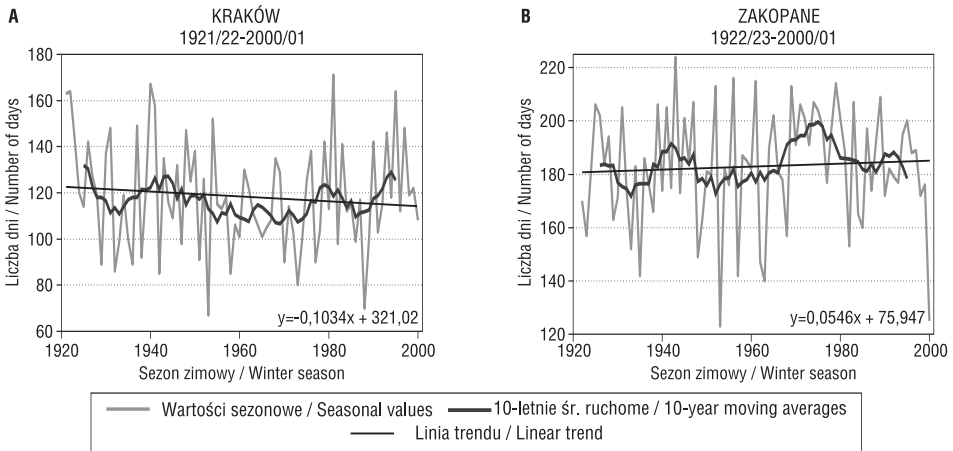 A
KRAKÓW
1921/22-2000/01
Liczba dni / Number of days
180
160
140
120
100
80
60
1920
1940
1960
1980
2000
y=-0,1034x + 321,02
Sezon zimowy / Winter season
B
ZAKOPANE
1922/23-2000/01
Liczba dni / Number of days
220
200
180
160
140
120
1920
1940
1960
1980
2000
y=0,0546x + 75,947
Sezon zimowy / Winter season
Wartości sezonowe / Seasonal values
10-letnie śr. ruchome / 10-year moving averages
Linia trendu / Linear trend